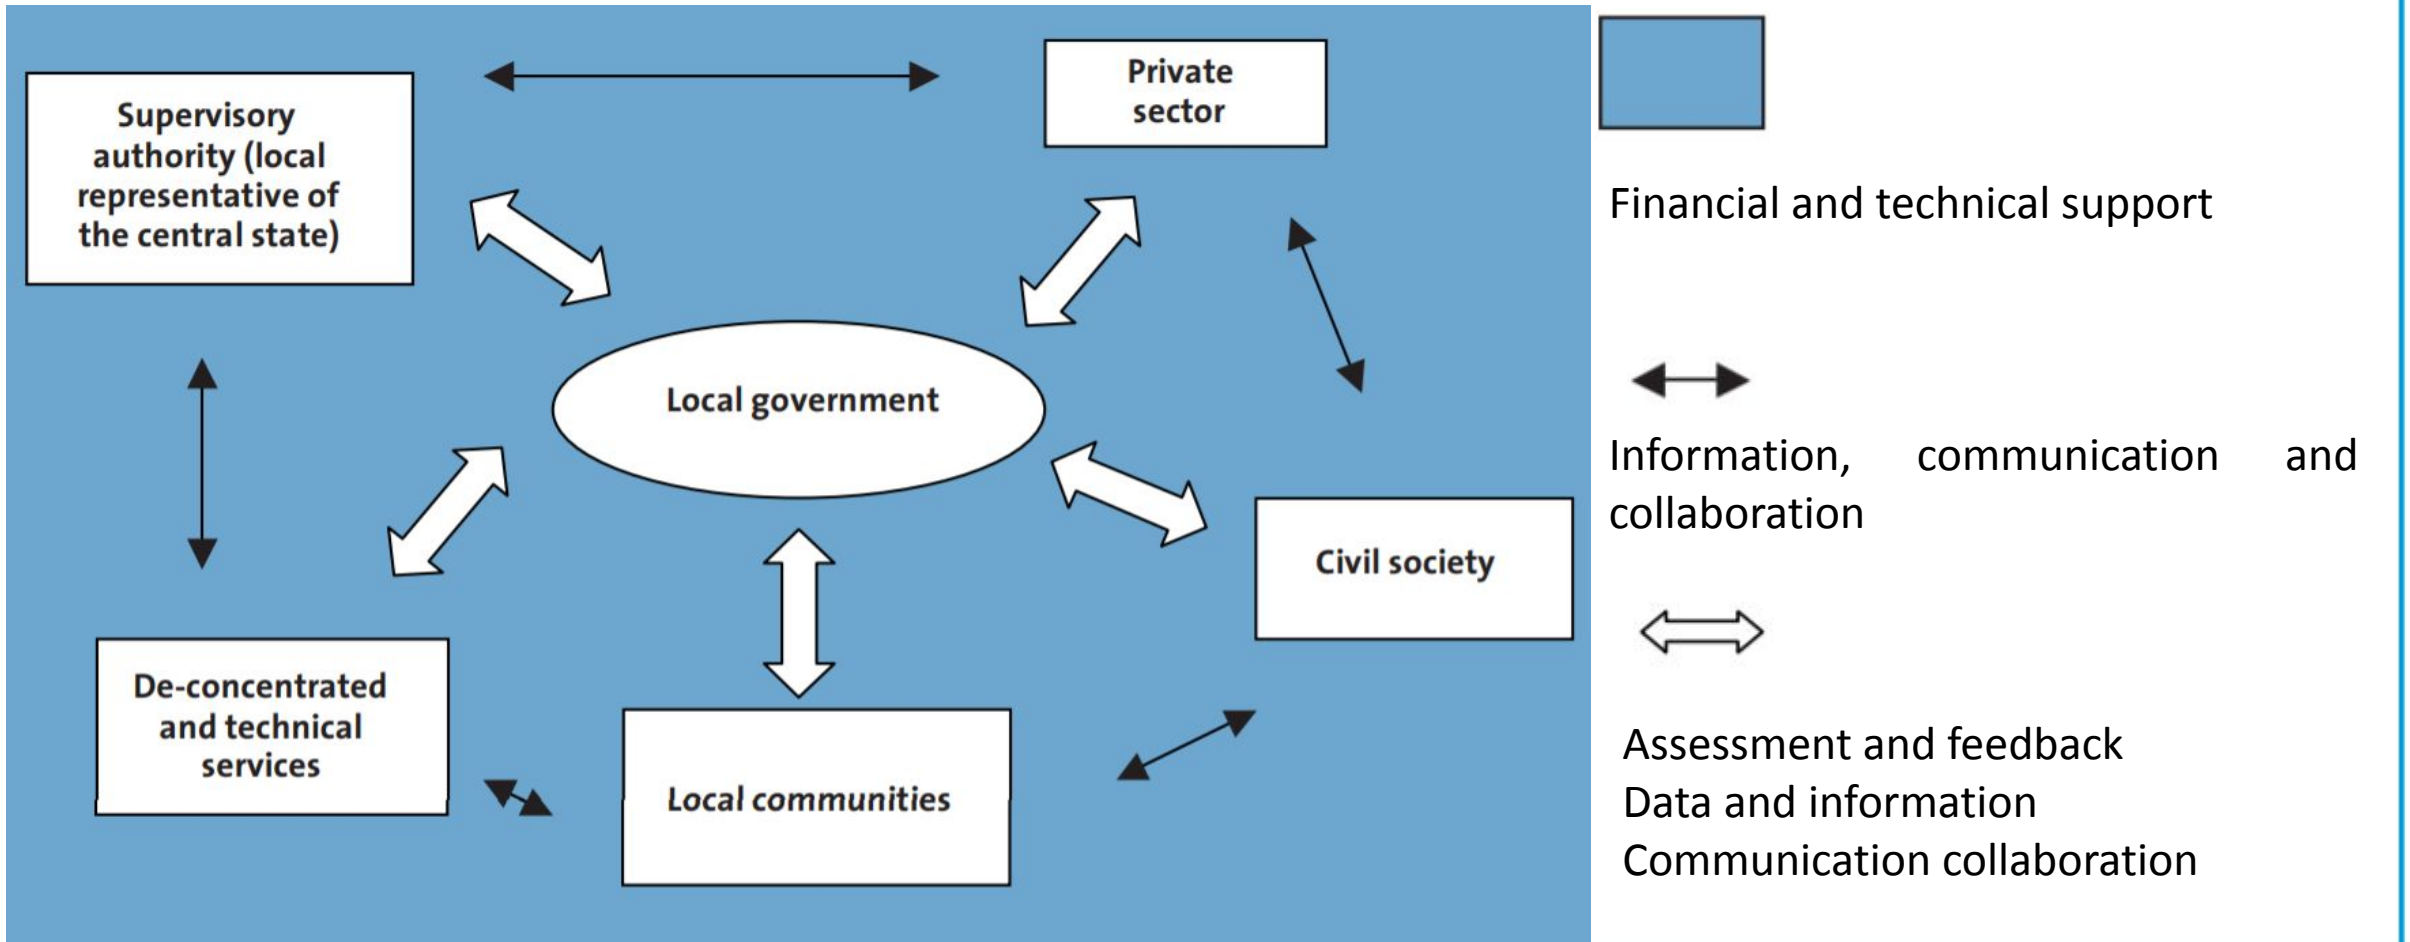 Supervisory
authority (local
representative of
the central state)
Private
sector
Local government
Civil society
De-concentrated
and technical
services
Local communities
Financial and technical support
Information, communication and
collaboration
Assessment and feedback
Data and information
Communication collaboration